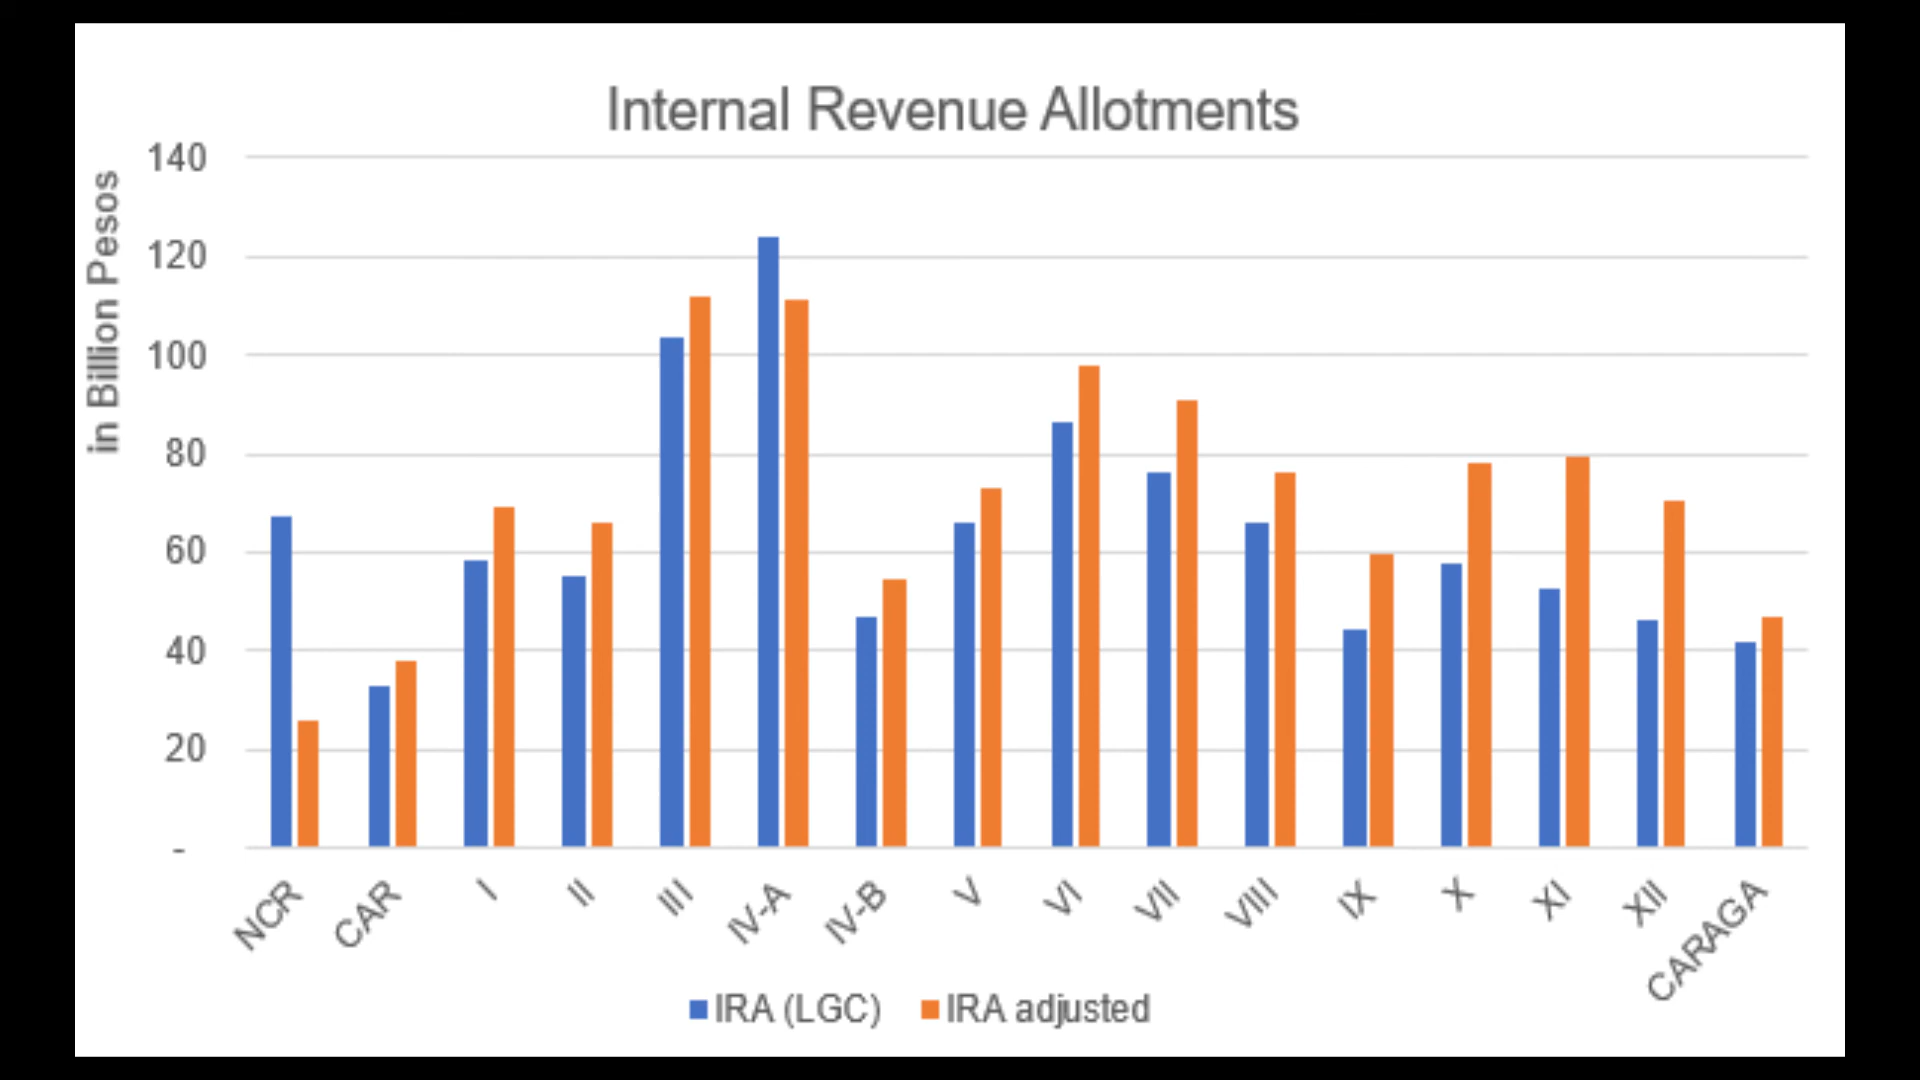 Internal Revenue Allotments
in Billion Pesos
140
120
100
80
60
40
20
-
NCR CAR I II III IV-A IV-B V VI VII VIII IX X XI XII CARAGA
IRA (LGC) IRA adjusted